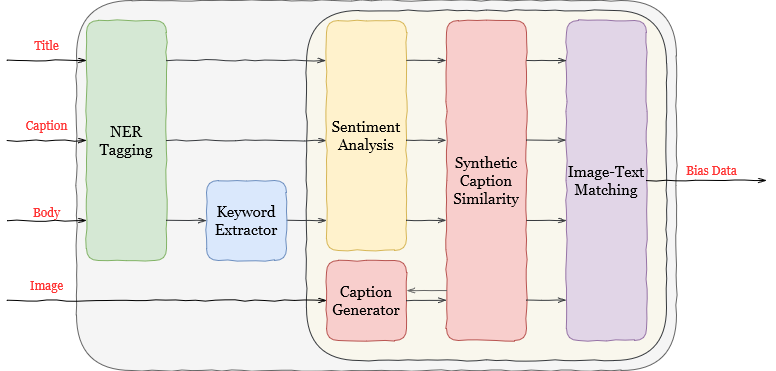 Title
Caption
Body
Image
NER
Tagging
Keyword
Extractor
Sentiment
Analysis
Caption
Generator
Synthetic
Caption
Similarity
Image-Text
Matching
Bias Data